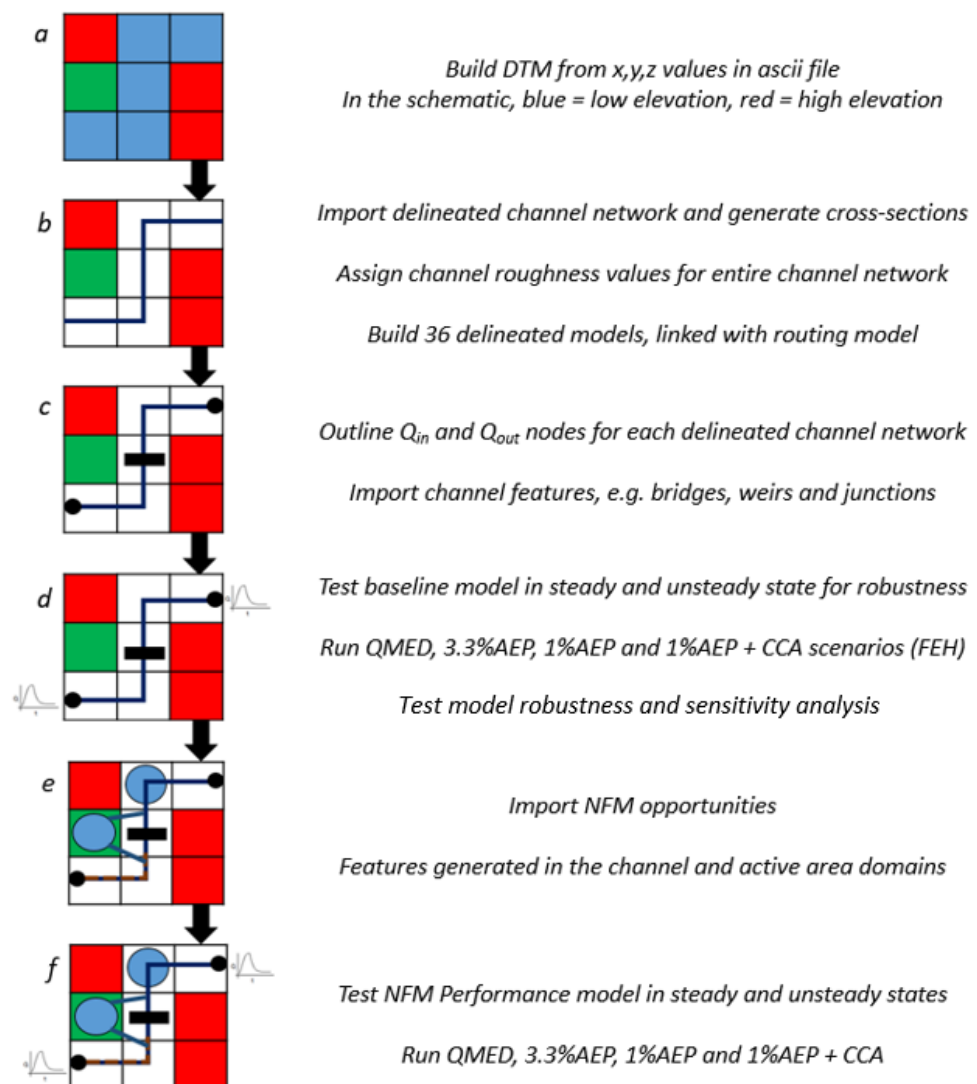 a
Build DTM from x,y,z values in ascii file
In the schematic, blue = low elevation, red = high elevation
b
Import delineated channel network and generate cross-sections
Assign channel roughness values for entire channel network
Build 36 delineated models, linked with routing model
c
Outline Qin and Qout nodes for each delineated channel network
Import channel features, e.g. bridges, weirs and junctions
d
Test baseline model in steady and unsteady state for robustness
Run QMED, 3.3%AEP, 1%AEP and 1%AEP + CCA scenarios (FEH)
Test model robustness and sensitivity analysis
e
Import NFM opportunities
Features generated in the channel and active area domains
f
Test NFM Performance model in steady and unsteady states
Run QMED, 3.3%AEP, 1%AEP and 1%AEP + CCA